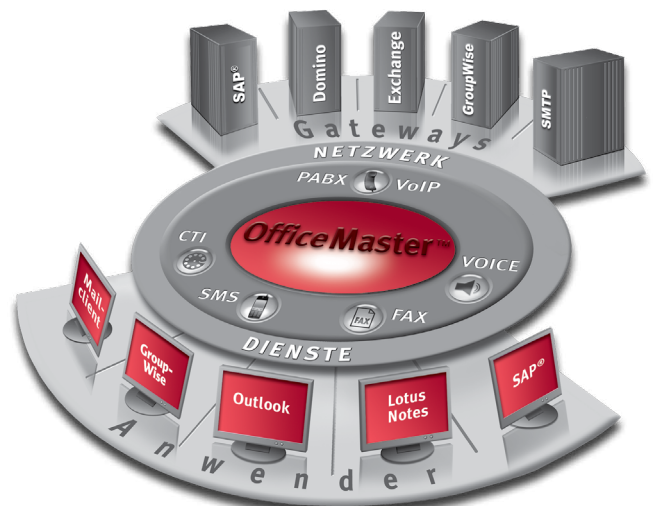 SAP®
Domino
Exchange
GroupWise
SMTP
Gateways
NETZWERK
PABX VoIP
OfficeMaster™
CTI
VOICE
SMS
FAX
FAX
DIENSTE
Mail-
client
Group-
Wise
Outlook
Lotus
Notes
SAP®
Anwender